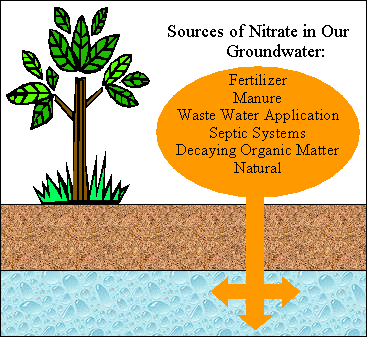 Sources of Nitrate in Our
Groundwater:
Fertilizer
Manure
Waste Water Application
Septic Systems
Decaying Organic Matter
Natural